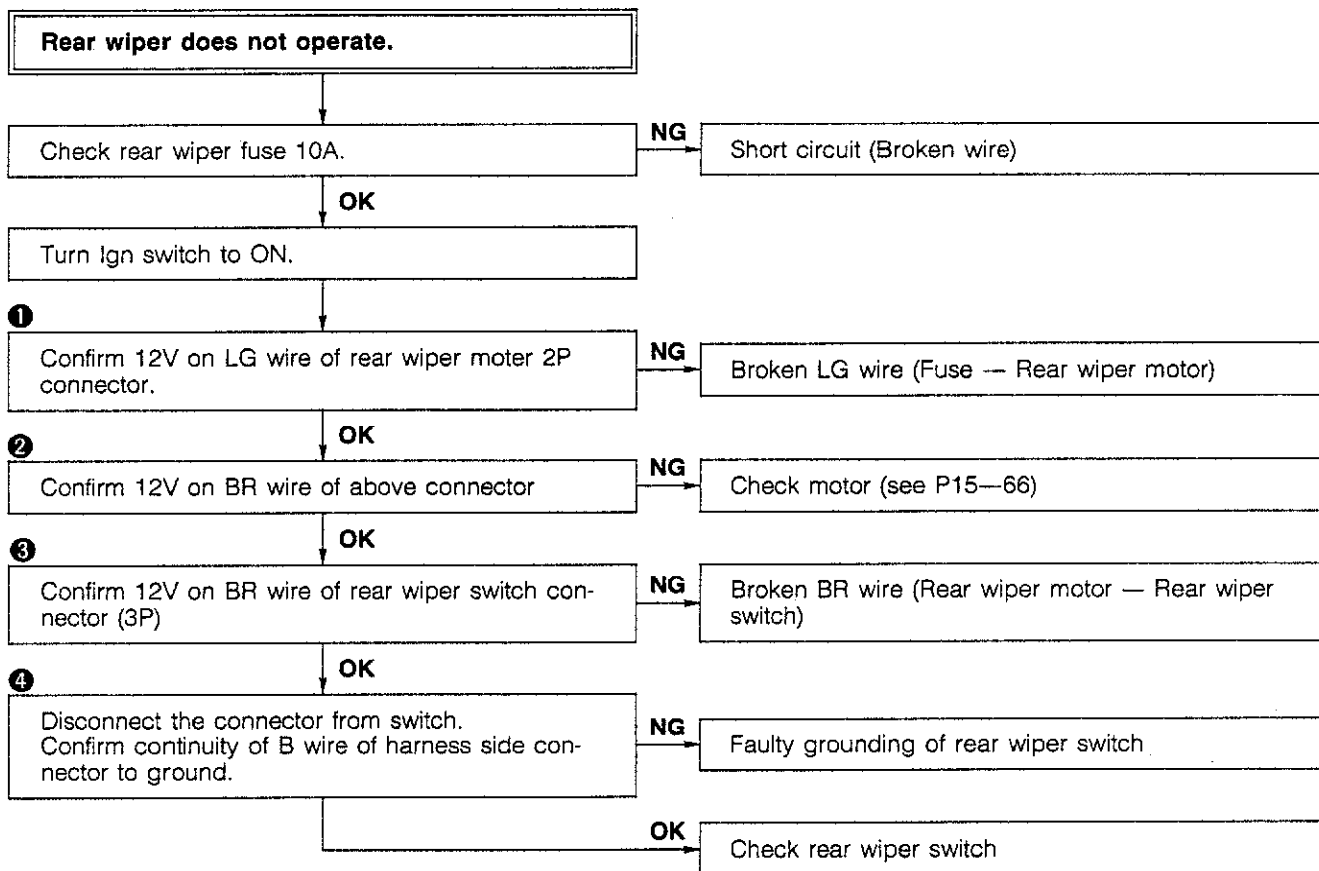 Rear wiper does not operate.
Check rear wiper fuse 10A.
NG
Short circuit (Broken wire)
OK
Turn Ign switch to ON.
❶
Confirm 12V on LG wire of rear wiper moter 2P
connector.
NG
Broken LG wire (Fuse — Rear wiper motor)
OK
❷
Confirm 12V on BR wire of above connector
NG
Check motor (see P15—66)
OK
❸
Confirm 12V on BR wire of rear wiper switch con-
nector (3P)
NG
Broken BR wire (Rear wiper motor — Rear wiper
switch)
OK
❹
Disconnect the connector from switch.
Confirm continuity of B wire of harness side con-
nector to ground.
NG
Faulty grounding of rear wiper switch
OK
Check rear wiper switch